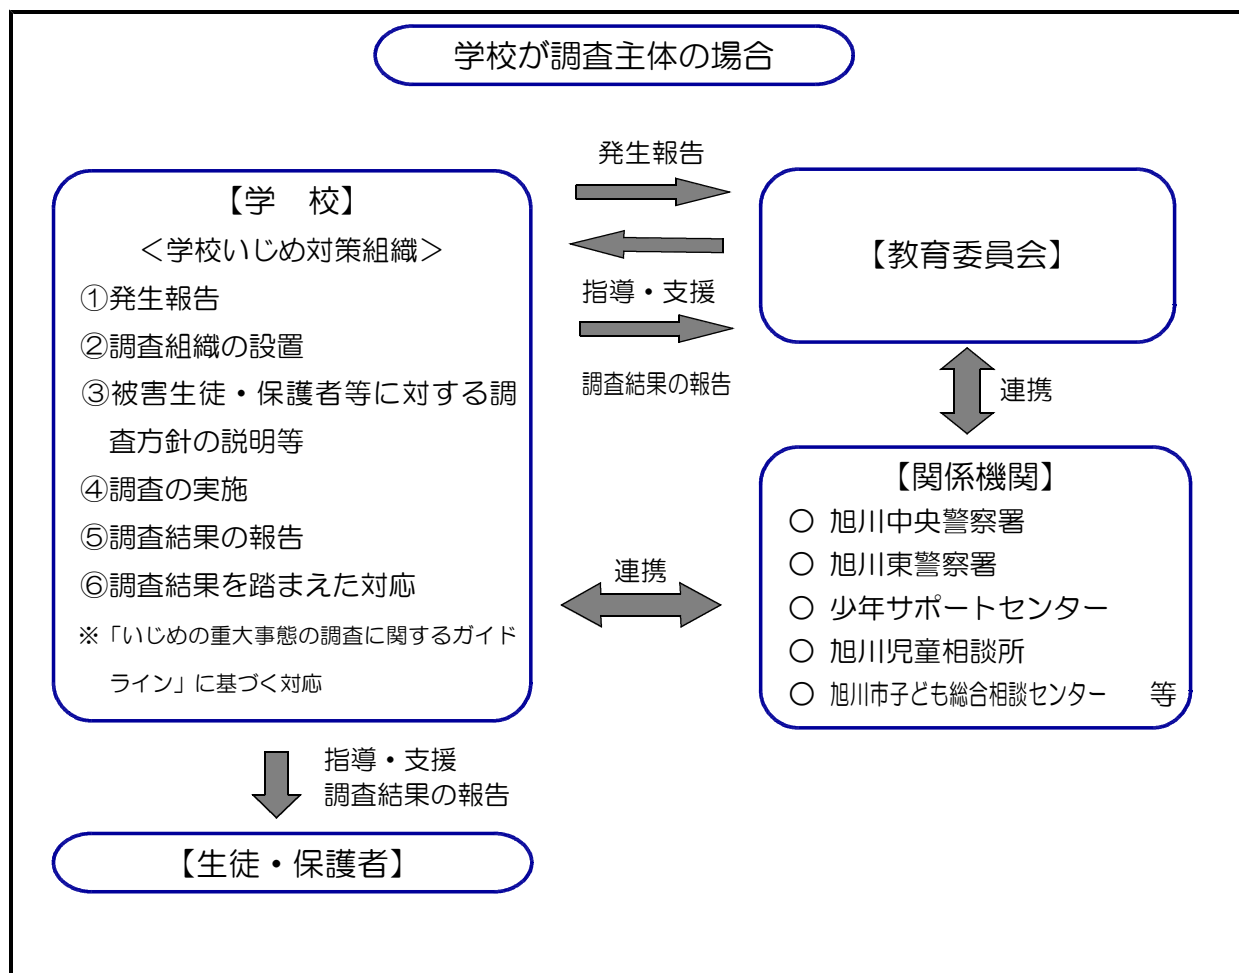 学校が調査主体の場合
【学　校】
＜学校いじめ対策組織＞
①発生報告
②調査組織の設置
③被害生徒・保護者等に対する調
査方針の説明等
④調査の実施
⑤調査結果の報告
⑥調査結果を踏まえた対応
※「いじめの重大事態の調査に関するガイド
ライン」に基づく対応
発生報告
指導・支援
調査結果の報告
【教育委員会】
連携
【関係機関】
○ 旭川中央警察署
○ 旭川東警察署
○ 少年サポートセンター
○ 旭川児童相談所
○ 旭川市子ども総合相談センター　等
連携
指導・支援
調査結果の報告
【生徒・保護者】